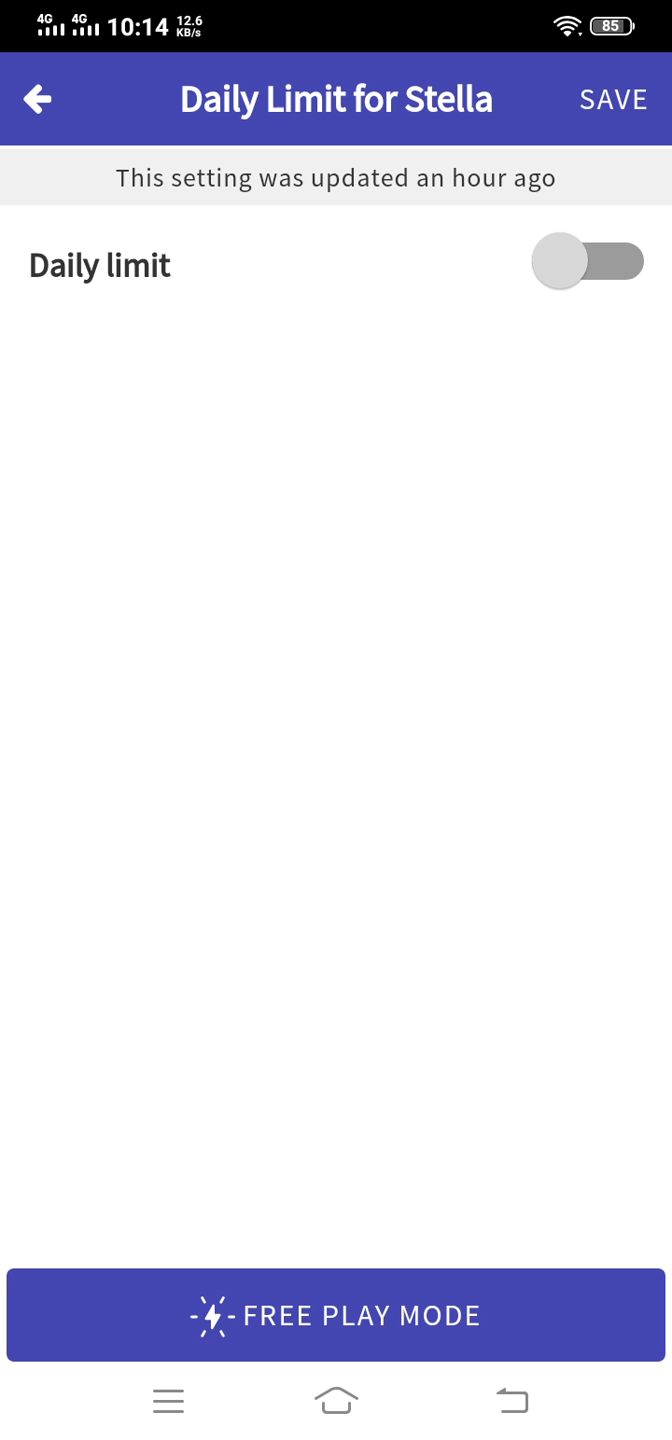 4G 4G 10:14 12.6 KB/s 85
Daily Limit for Stella SAVE
This setting was updated an hour ago
Daily limit
FREE PLAY MODE